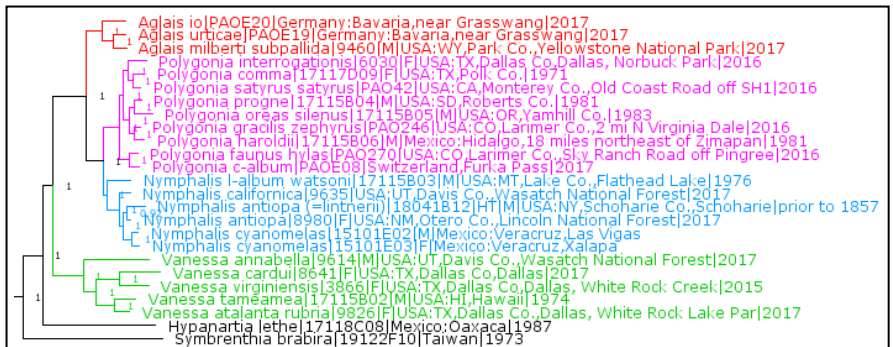 Aglais io|PAOE20|Germany:Bavaria,near Grasswang|2017
Aglais urticae|PAOE19|Germany:Bavaria,near Grasswang|2017
Aglais milberti subpallida|9460|M|USA:WY,Park Co.,Yellowstone National Park|2017
Polygonia interrogationis|6030|F|USA:TX,Dallas Co,Dallas, Norbuck Park|2016
Polygonia comma|17117D09|F|USA:TX,Polk Co.|1971
Polygonia satyrus satyrus|PAO42|USA:CA,Monterey Co.,Old Coast Road off SH1|2016
Polygonia progne|17115B04|M|USA:SD,Roberts Co.|1981
Polygonia oreas silenus|17115B05|M|USA:OR,Yamhill Co.|1983
Polygonia gracilis zephyrus|PAO246|USA:CO,Larimer Co.,2 mi N Virginia Dale|2016
Polygonia haroldii|17115B06|M|Mexico:Hidalgo,18 miles northeast of Zimapan|1981
Polygonia faunus hylas|PAO270|USA:CO,Larimer Co., Sky Ranch Road off Pingree|2016
Polygonia c-album|PAOE08|Switzerland,Furka Pass|2017
Nymphalis l-album watsoni|17115B03|M|USA:MT,Lake Co.,Flathead Lake|1976
Nymphalis californica|9635|USA:UT,Davis Co.,Wasatch National Forest|2017
Nymphalis antiopa (=lintnerii)|18041B12|HT|M|USA:NY,Schoharie Co.,Schoharie|prior to 1857
Nymphalis antiopa|8980|F|USA:NM,Otero Co.,Lincoln National Forest|2017
Nymphalis cyanomelas|15101E02|M|Mexico:Veracruz,Las Vigas
Nymphalis cyanomelas|15101E03|F|Mexico:Veracruz,Xalapa
Vanessa annabella|9614|M|USA:UT,Davis Co.,Wasatch National Forest|2017
Vanessa cardui|8641|F|USA:TX,Dallas Co,Dallas|2017
Vanessa virginiensis|3866|F|USA:TX,Dallas Co,Dallas, White Rock Creek|2015
Vanessa tameamea|17115B02|M|USA:HI,Hawaii|1974
Vanessa atalanta rubria|9826|F|USA:TX,Dallas Co.,Dallas, White Rock Lake Par|2017
Hypanartia lethe|17118C08|Mexico:Oaxaca|1987
Symbrenthia brabira|19122F10|Taiwan|1973